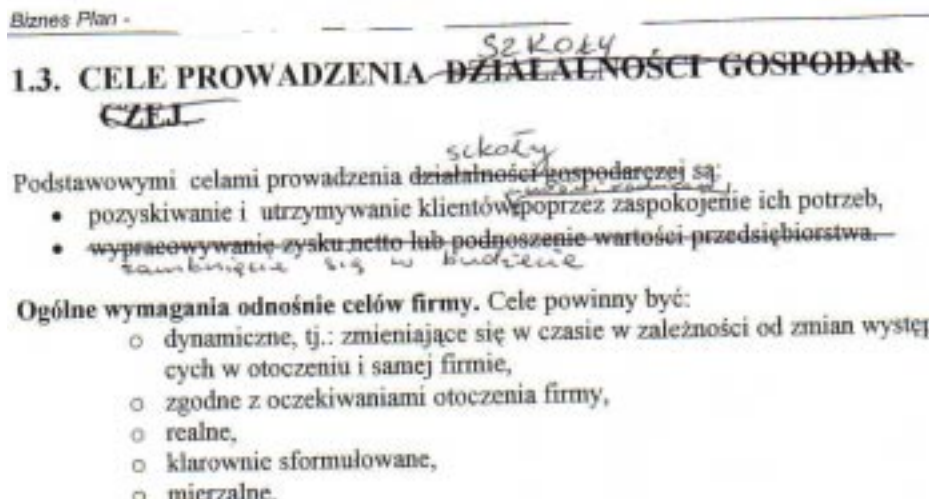 Biznes Plan -
SZKOŁY
1.3. CELE PROWADZENIA DZIAŁALNOŚCI GOSPODAR-
CZEJ
szkoły
Podstawowymi celami prowadzenia działalności gospodarczej są:
pozyskiwanie i utrzymywanie klientów poprzez zaspokojenie ich potrzeb,
wypracowywanie zysku netto lub podnoszenie wartości przedsiębiorstwa.
się w budżecie
Ogólne wymagania odnośnie celów firmy. Cele powinny być:
dynamiczne, tj.: zmieniające się w czasie w zależności od zmian występ
cych w otoczeniu i samej firmie,
zgodne z oczekiwaniami otoczenia firmy,
realne,
klarownie sformułowane,
mierzalne,